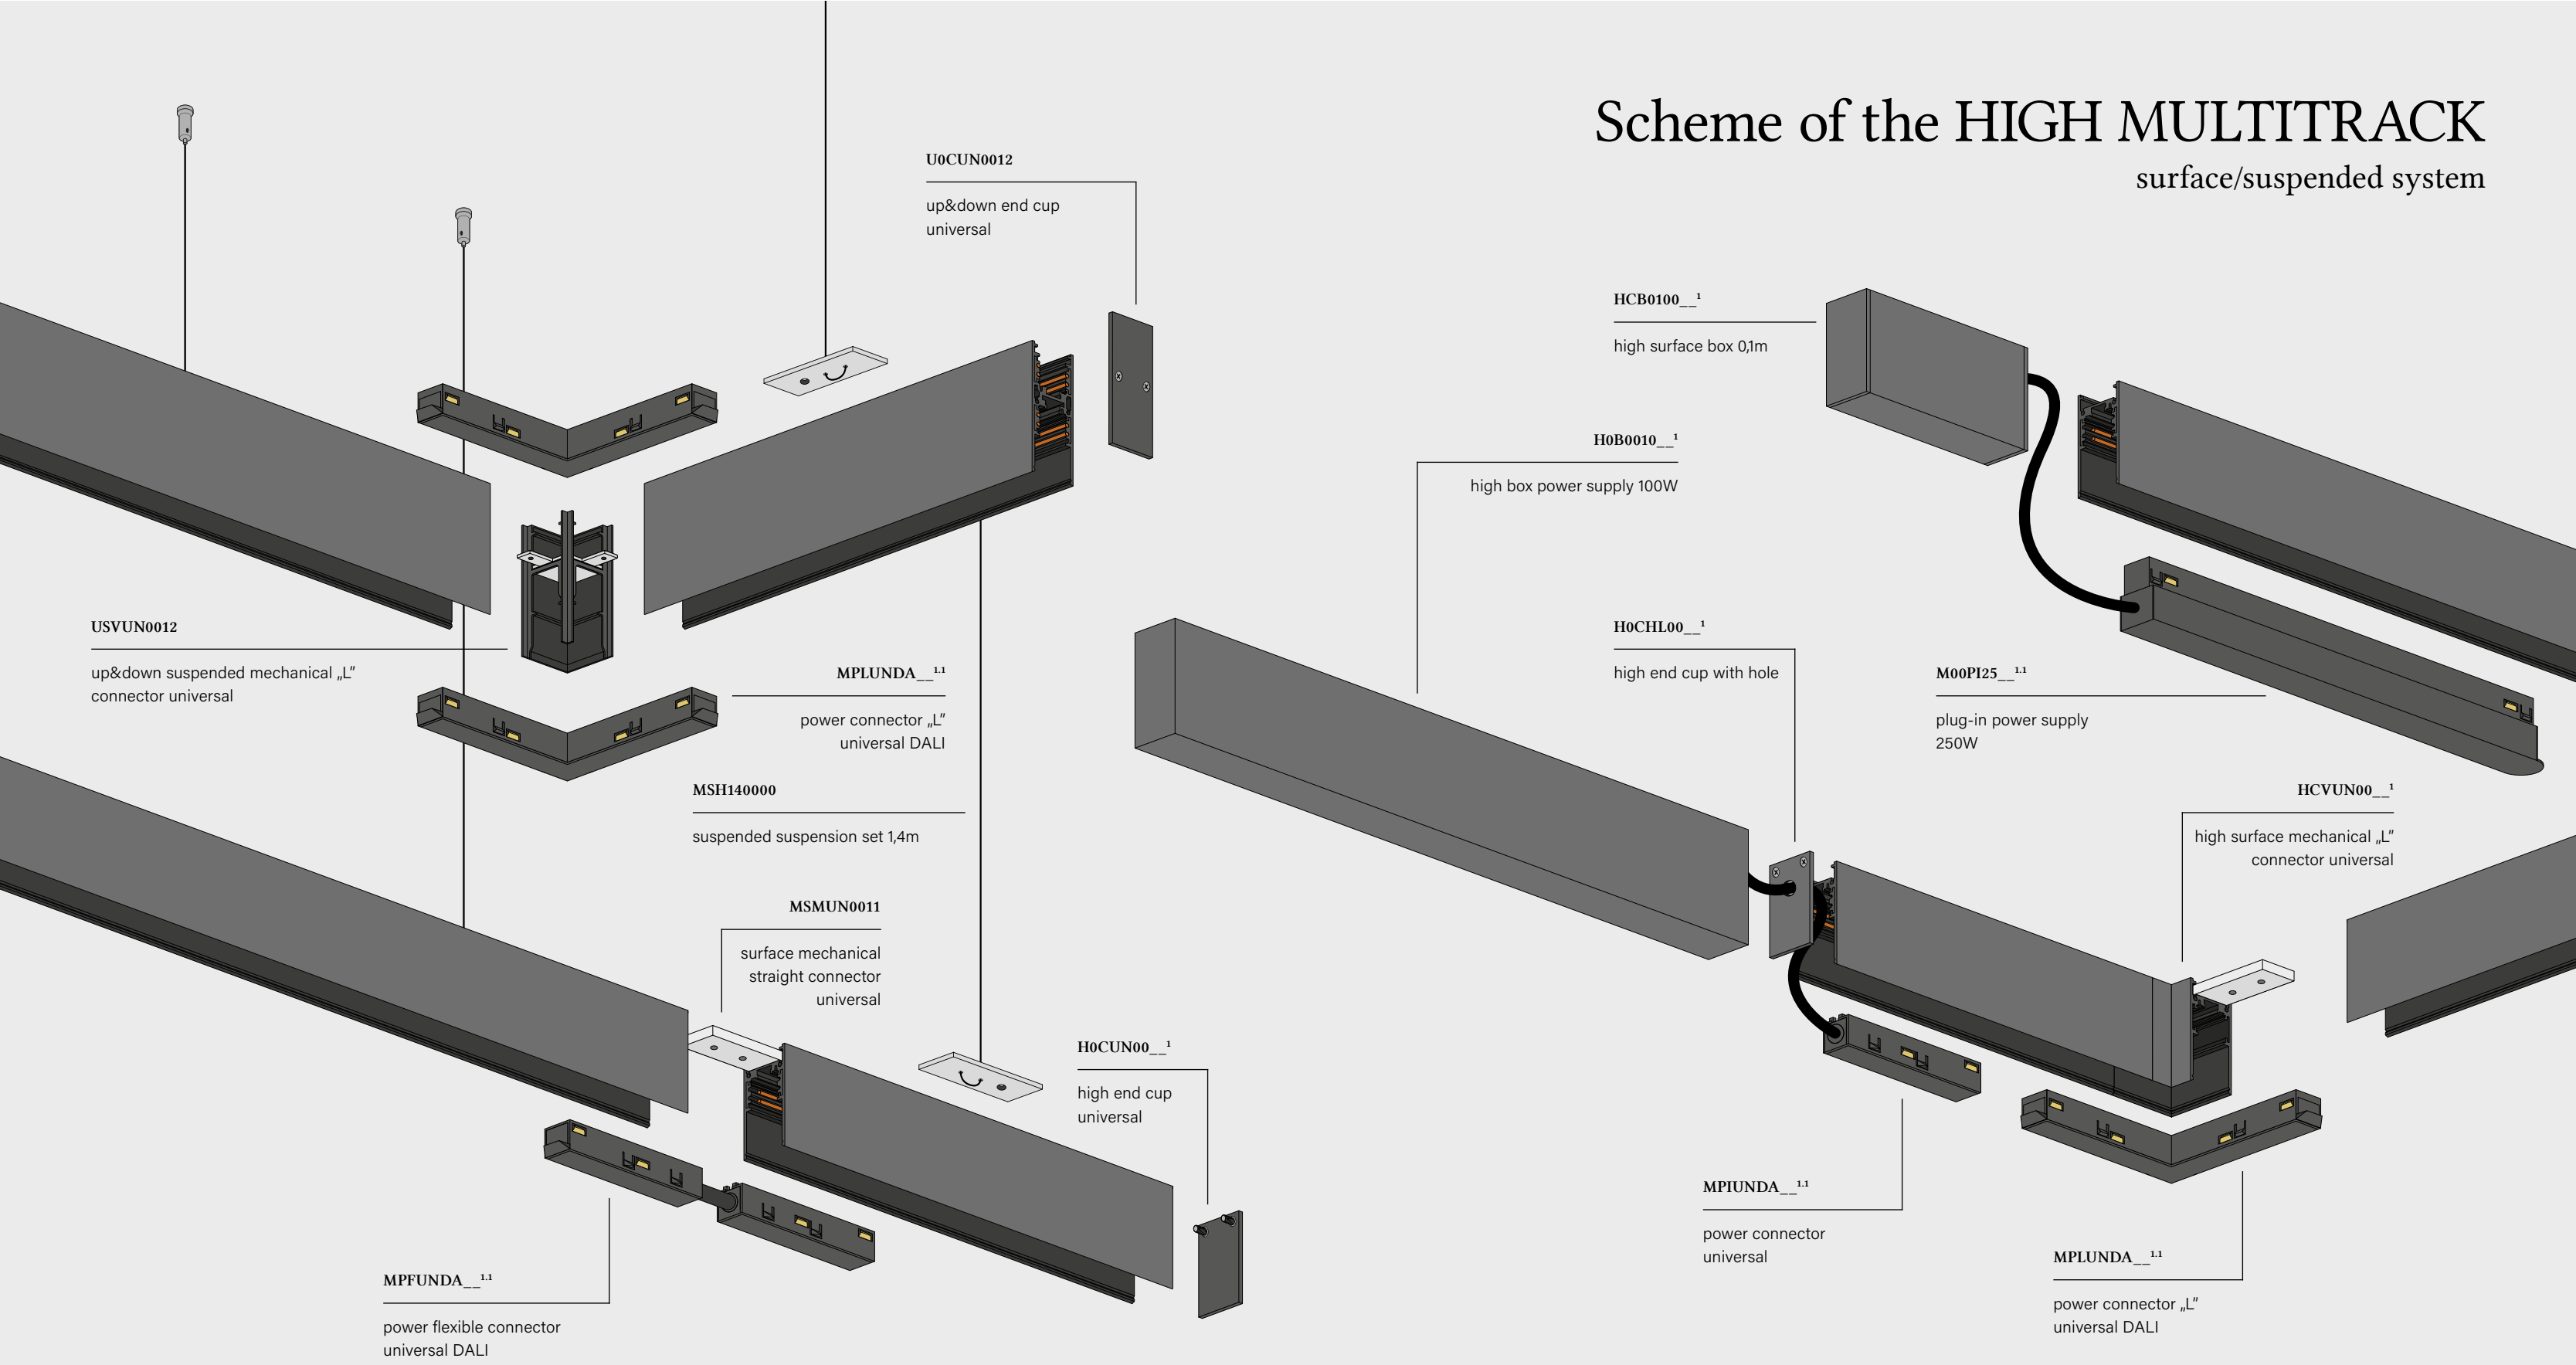 Scheme of the HIGH MULTITRACK
surface/suspended system
U0CUN0012
up&down end cup
universal
HCB0100__¹
high surface box 0,1m
H0B0010__¹
high box power supply 100W
USVUN0012
up&down suspended mechanical „L”
connector universal
MPLUNDA__¹·¹
power connector „L”
universal DALI
H0CHL00__¹
high end cup with hole
M00PI25__¹·¹
plug-in power supply
250W
MSH140000
suspended suspension set 1,4m
HCVUN00__¹
high surface mechanical „L”
connector universal
MSMUN0011
surface mechanical
straight connector
universal
H0CUN00__¹
high end cup
universal
MPIUNDA__¹·¹
power connector
universal
MPLUNDA__¹·¹
power connector „L”
universal DALI
MPFUNDA__¹·¹
power flexible connector
universal DALI